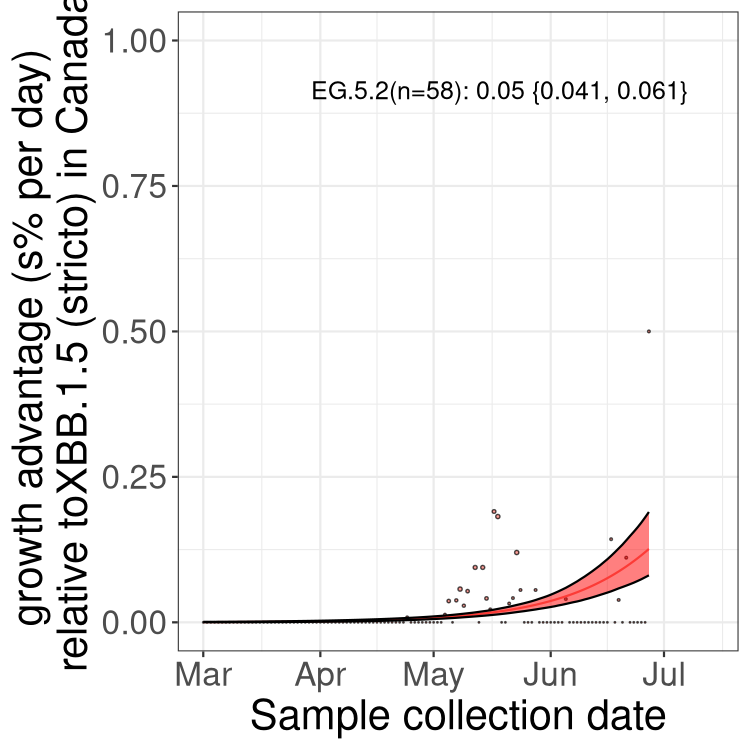 growth advantage (s% per day)
relative toXBB.1.5 (stricto) in Canada
1.00
0.75
0.50
0.25
0.00
EG.5.2(n=58): 0.05 {0.041, 0.061}
Mar Apr May Jun Jul
Sample collection date